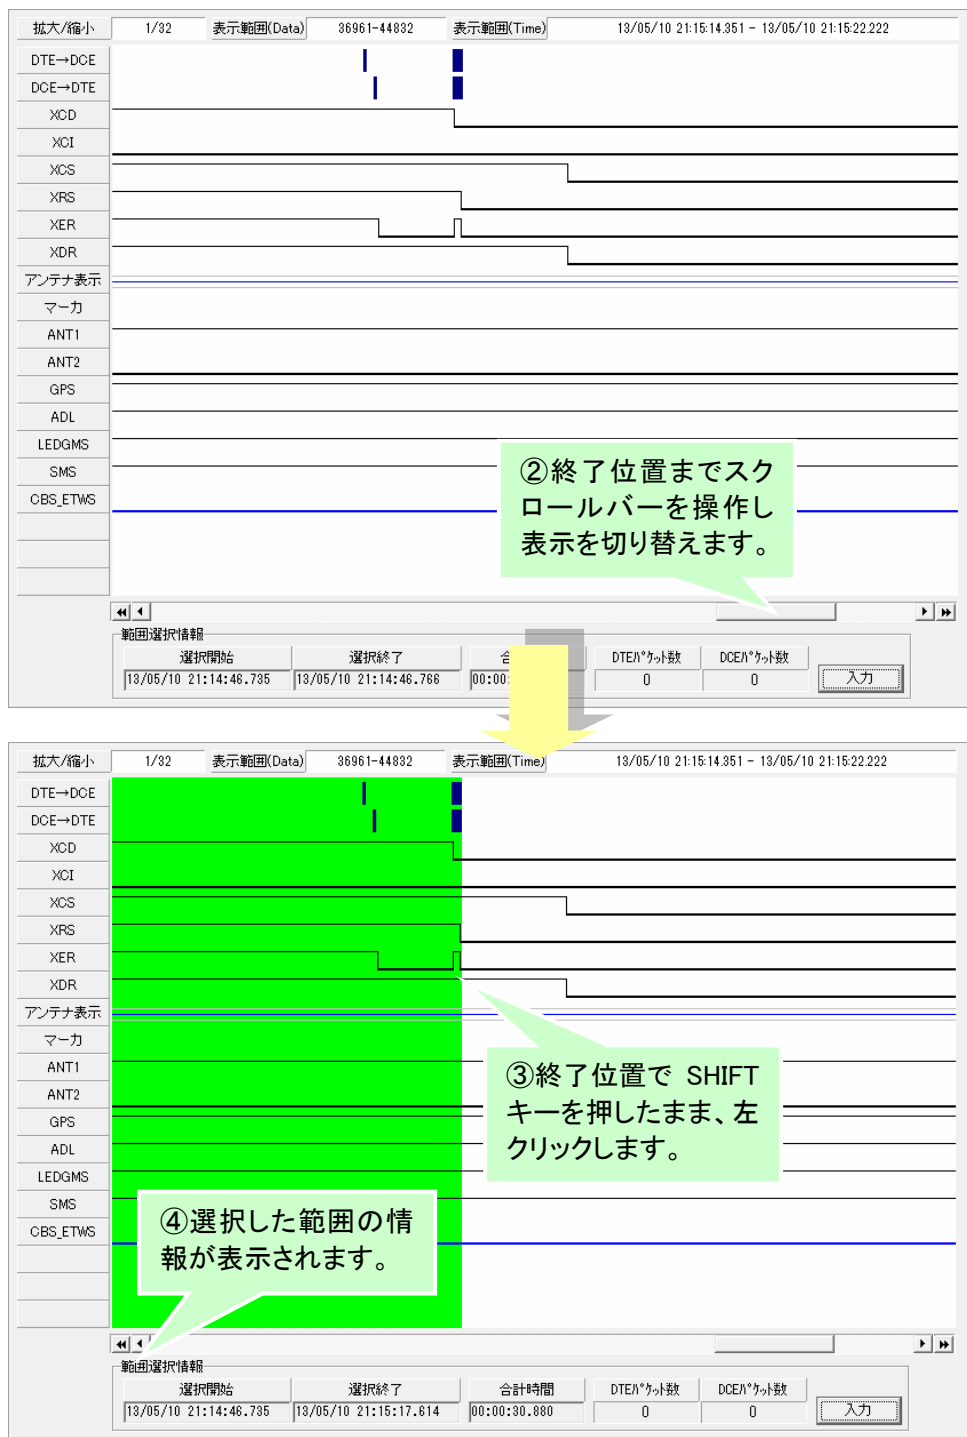 拡大/縮小 1/32 表示範囲(Data) 36961-44832 表示範囲(Time) 13/05/10 21:15:14.351 - 13/05/10 21:15:22.222
DTE→DCE
DCE→DTE
XCD
XCI
XCS
XRS
XER
XDR
アンテナ表示
マーカ
ANT1
ANT2
GPS
ADL
LEDGMS
SMS
CBS_ETWS
②終了位置までスク
ロールバーを操作し
表示を切り替えます。
範囲選択情報
選択開始 選択終了 合 DTEパケット数 DCEパケット数
13/05/10 21:14:46.735 13/05/10 21:14:46.766 00:00: 0 0 入力
拡大/縮小 1/32 表示範囲(Data) 36961-44832 表示範囲(Time) 13/05/10 21:15:14.351 - 13/05/10 21:15:22.222
DTE→DCE
DCE→DTE
XCD
XCI
XCS
XRS
XER
XDR
アンテナ表示
マーカ
ANT1
ANT2
GPS
ADL
LEDGMS
SMS
CBS_ETWS
③終了位置で SHIFT
キーを押したまま、左
クリックします。
④選択した範囲の情
報が表示されます。
範囲選択情報
選択開始 選択終了 合計時間 DTEパケット数 DCEパケット数
13/05/10 21:14:46.735 13/05/10 21:15:17.614 00:00:30.880 0 0 入力